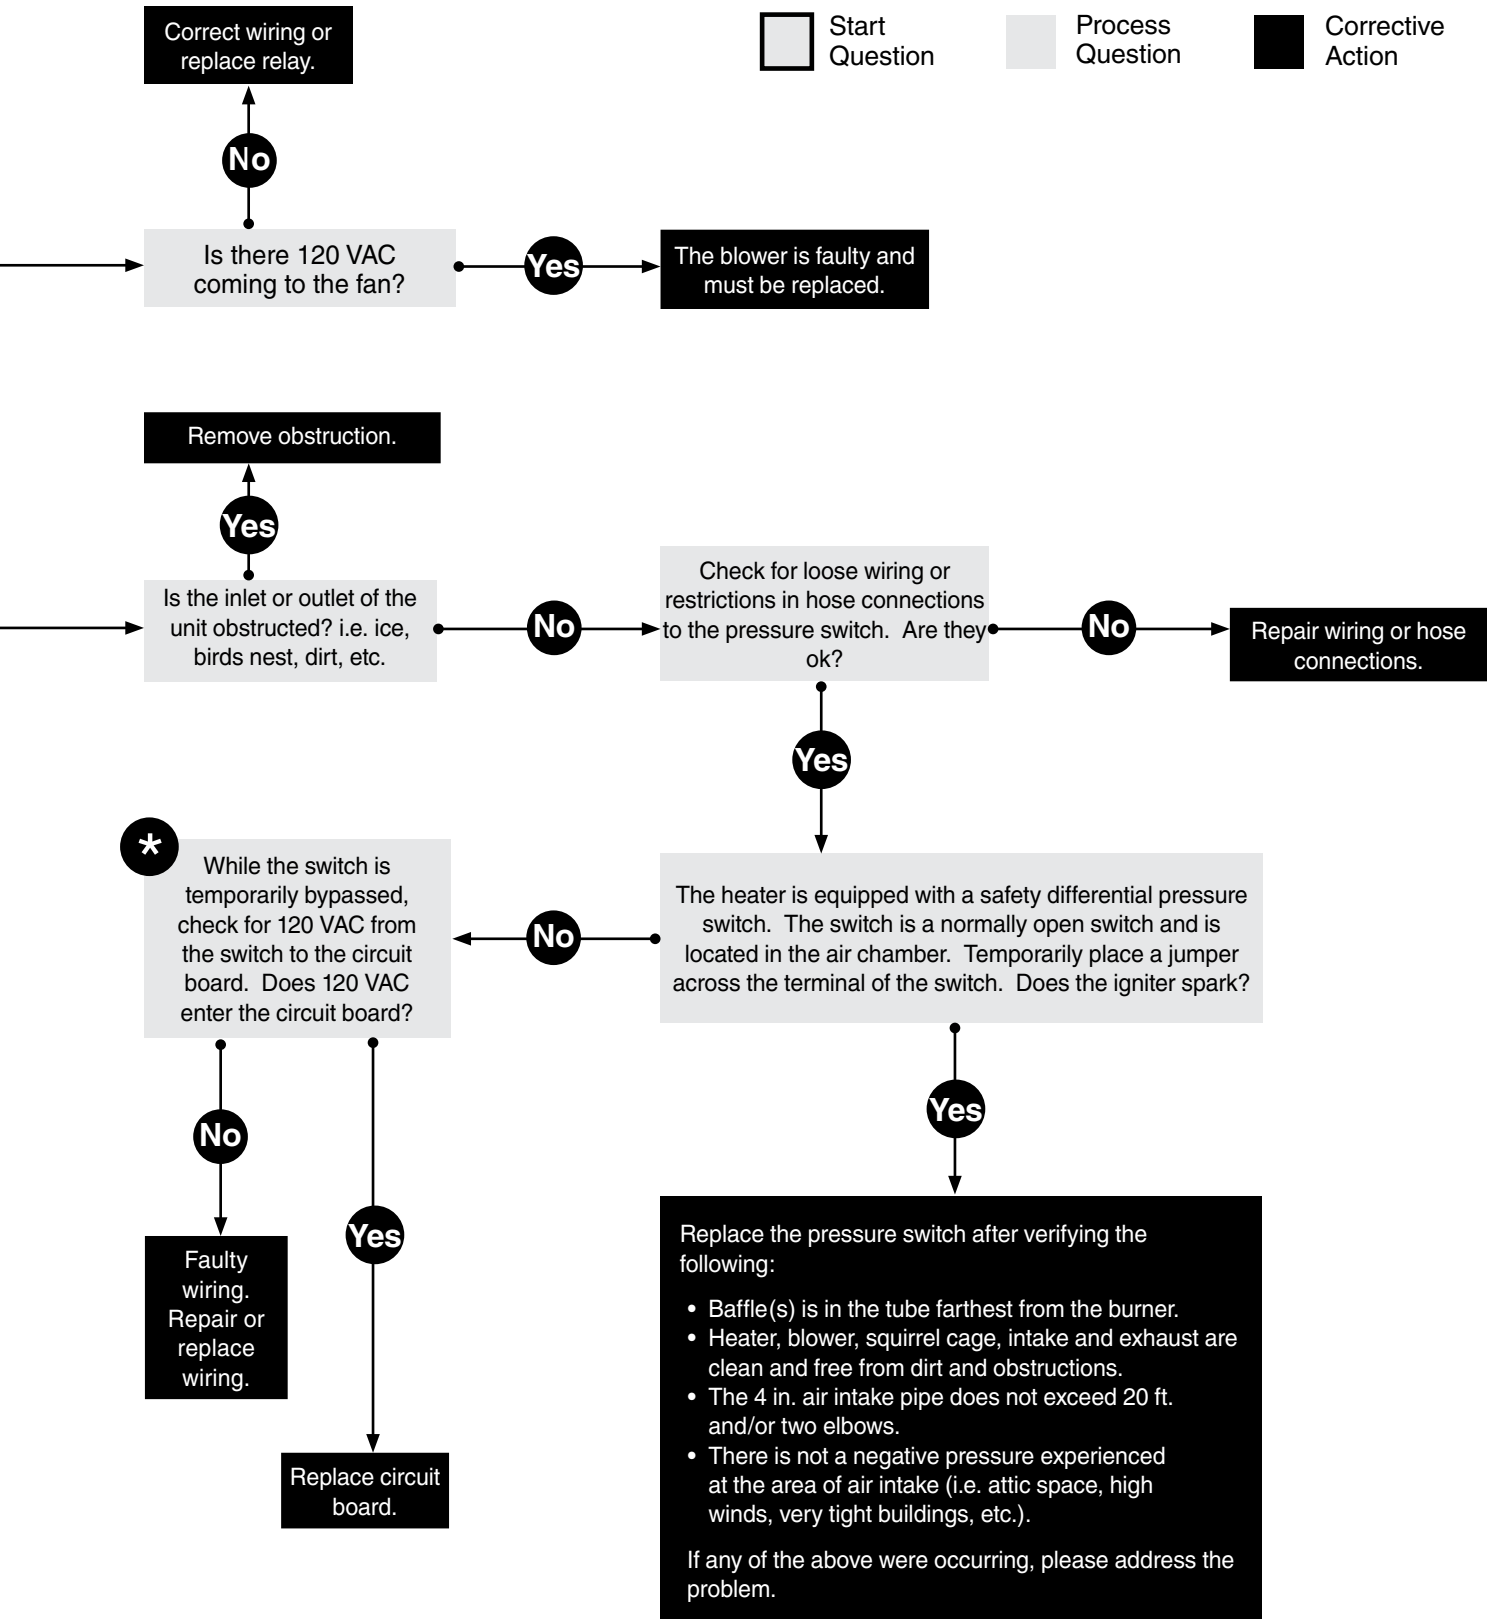 Correct wiring or
replace relay.
Start
Question
Process
Question
Corrective
Action
No
Is there 120 VAC
coming to the fan?
Yes
The blower is faulty and
must be replaced.
Remove obstruction.
Yes
Is the inlet or outlet of the
unit obstructed? i.e. ice,
birds nest, dirt, etc.
No
Check for loose wiring or
restrictions in hose connections
to the pressure switch.  Are they
ok?
No
Repair wiring or hose
connections.
Yes
*
While the switch is
temporarily bypassed,
check for 120 VAC from
the switch to the circuit
board.  Does 120 VAC
enter the circuit board?
No
The heater is equipped with a safety differential pressure
switch.  The switch is a normally open switch and is
located in the air chamber.  Temporarily place a jumper
across the terminal of the switch.  Does the igniter spark?
No
Yes
Yes
Faulty
wiring.
Repair or
replace
wiring.
Replace circuit
board.
Replace the pressure switch after verifying the
following:
• Baffle(s) is in the tube farthest from the burner.
• Heater, blower, squirrel cage, intake and exhaust are
clean and free from dirt and obstructions.
• The 4 in. air intake pipe does not exceed 20 ft.
and/or two elbows.
• There is not a negative pressure experienced
at the area of air intake (i.e. attic space, high
winds, very tight buildings, etc.).
If any of the above were occurring, please address the
problem.